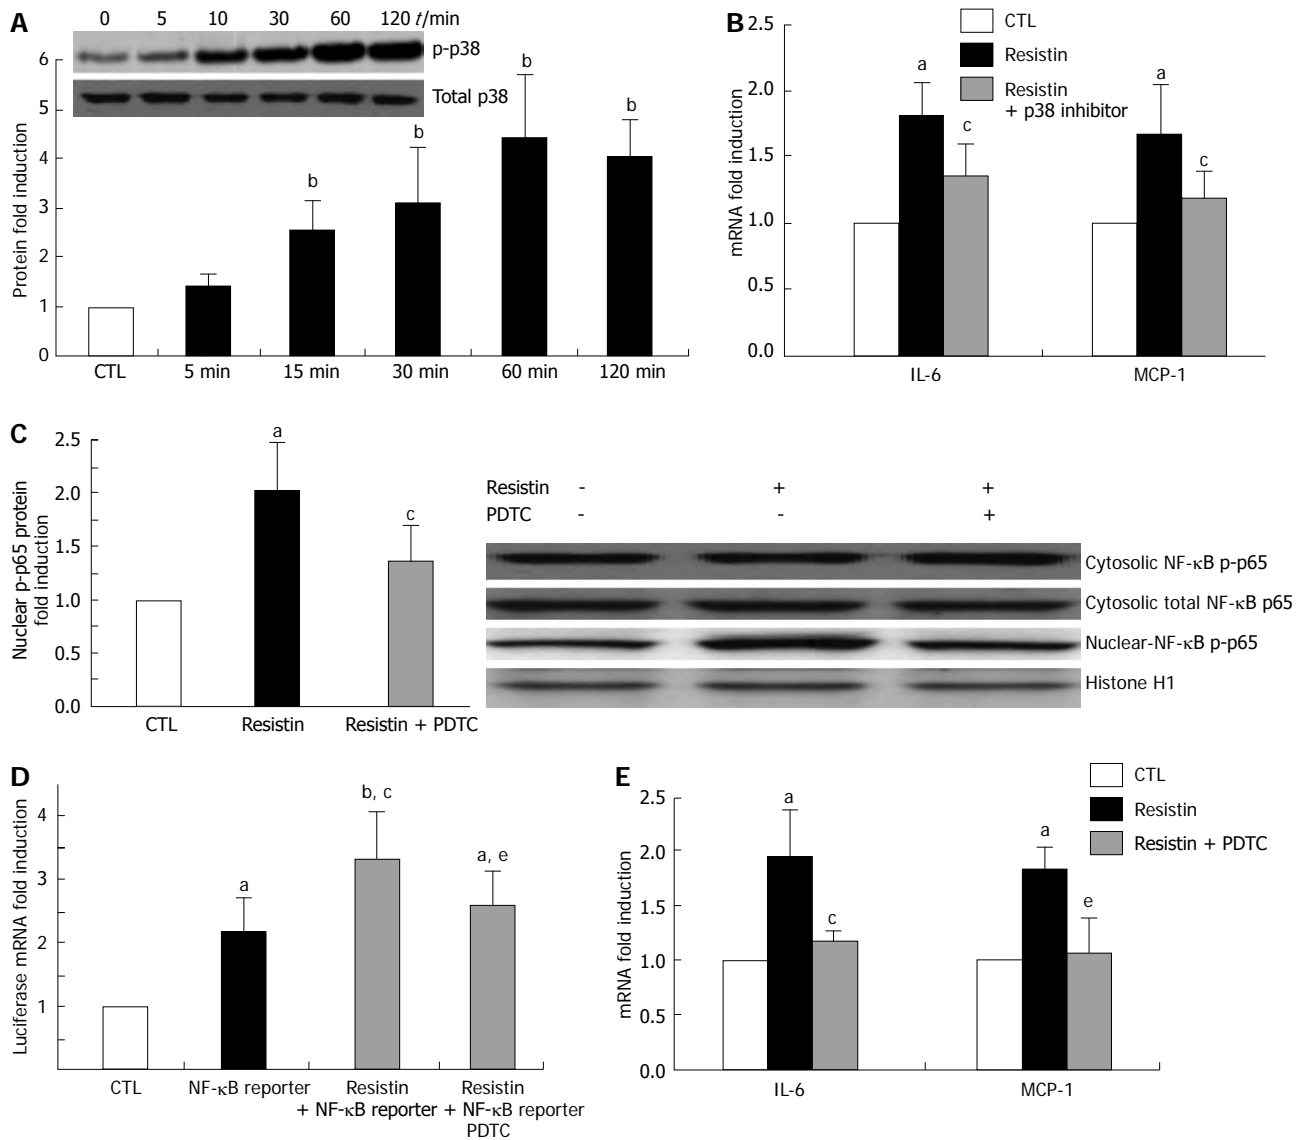 A
0 5 10 30 60 120 t/min
p-p38
Total p38
Protein fold induction
6
5
4
3
2
1
0
b
b
b
b
CTL 5 min 15 min 30 min 60 min 120 min
B
CTL
Resistin
Resistin
+ p38 inhibitor
mRNA fold induction
2.5
2.0
1.5
1.0
0.5
0.0
a
c
a
c
IL-6 MCP-1
C
Nuclear p-p65 protein
fold induction
2.5
2.0
1.5
1.0
0.5
0.0
a
c
CTL Resistin Resistin + PDTC
Resistin - + +
PDTC - - +
Cytosolic NF-κB p-p65
Cytosolic total NF-κB p65
Nuclear-NF-κB p-p65
Histone H1
D
Luciferase mRNA fold induction
4
3
2
1
a
b, c
a, e
CTL NF-κB reporter Resistin Resistin
+ NF-κB reporter + NF-κB reporter
PDTC
E
CTL
Resistin
Resistin + PDTC
mRNA fold induction
2.5
2.0
1.5
1.0
0.5
0.0
a
c
a
e
IL-6 MCP-1